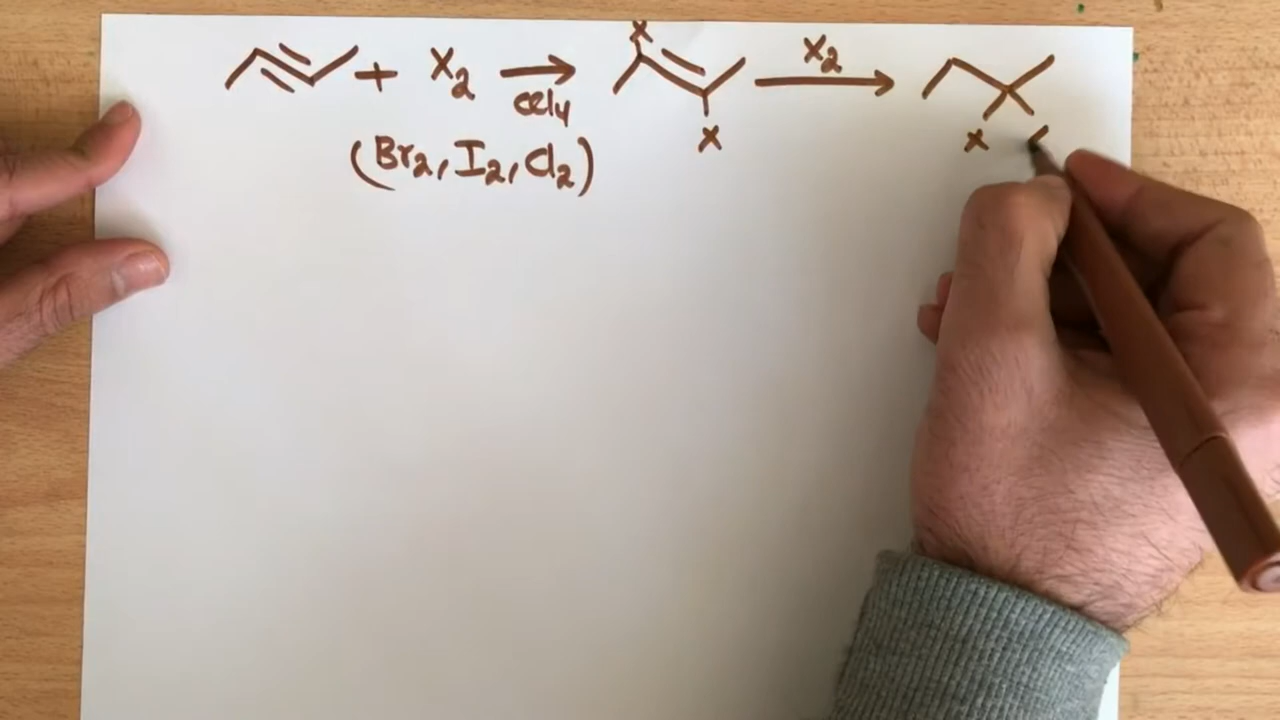 + X2 → X X X2 → X
ccl4
(Br2, I2, Cl2)